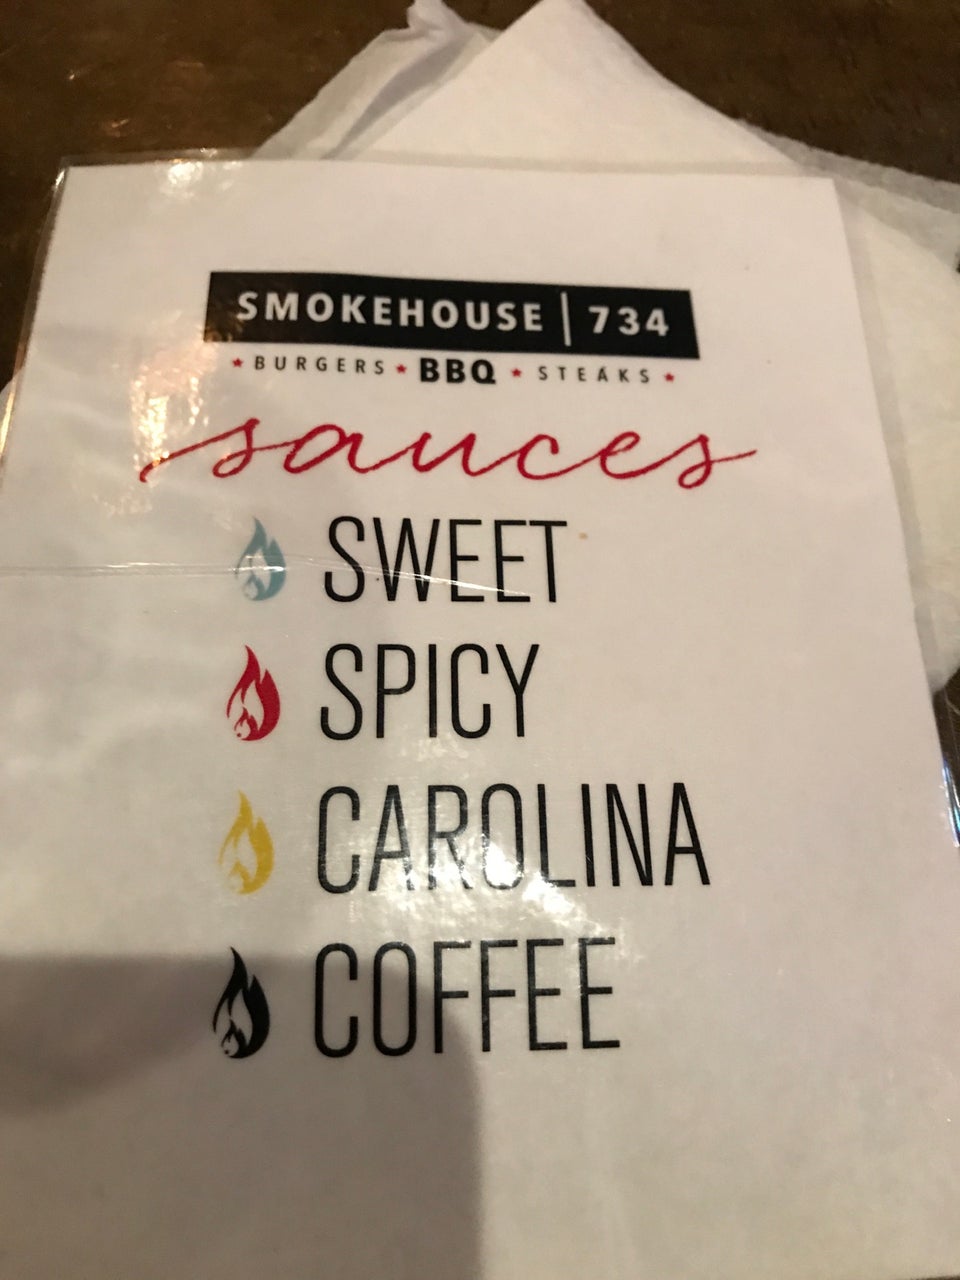 SMOKEHOUSE | 734
★ BURGERS ★ BBQ ★ STEAKS ★
sauces
SWEET
SPICY
CAROLINA
COFFEE